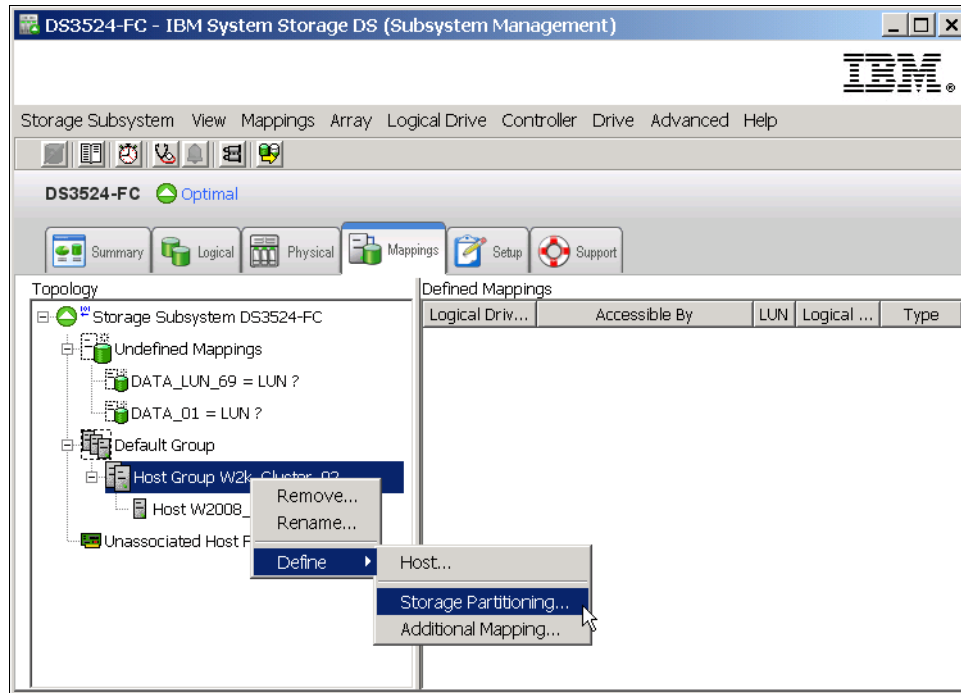 DS3524-FC - IBM System Storage DS (Subsystem Management)
IBM®
Storage Subsystem View Mappings Array Logical Drive Controller Drive Advanced Help
DS3524-FC Optimal
Summary Logical Physical Mappings Setup Support
Topology
Storage Subsystem DS3524-FC
Undefined Mappings
DATA_LUN_69 = LUN ?
DATA_01 = LUN ?
Default Group
Host Group W2k_Cluster_02
Host W2008_
Unassociated Host
Remove...
Rename...
Define
Host...
Storage Partitioning...
Additional Mapping...
Defined Mappings
Logical Driv... Accessible By LUN Logical ... Type